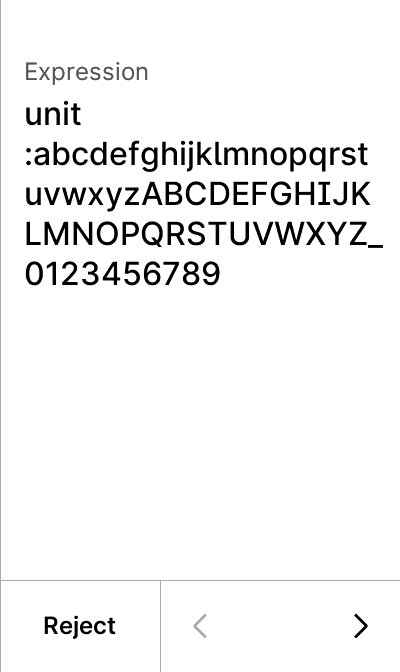 Expression
unit
:abcdefghijklmnopqrst
uvwxyzABCDEFGHIJK
LMNOPQRSTUVWXYZ_
0123456789
Reject